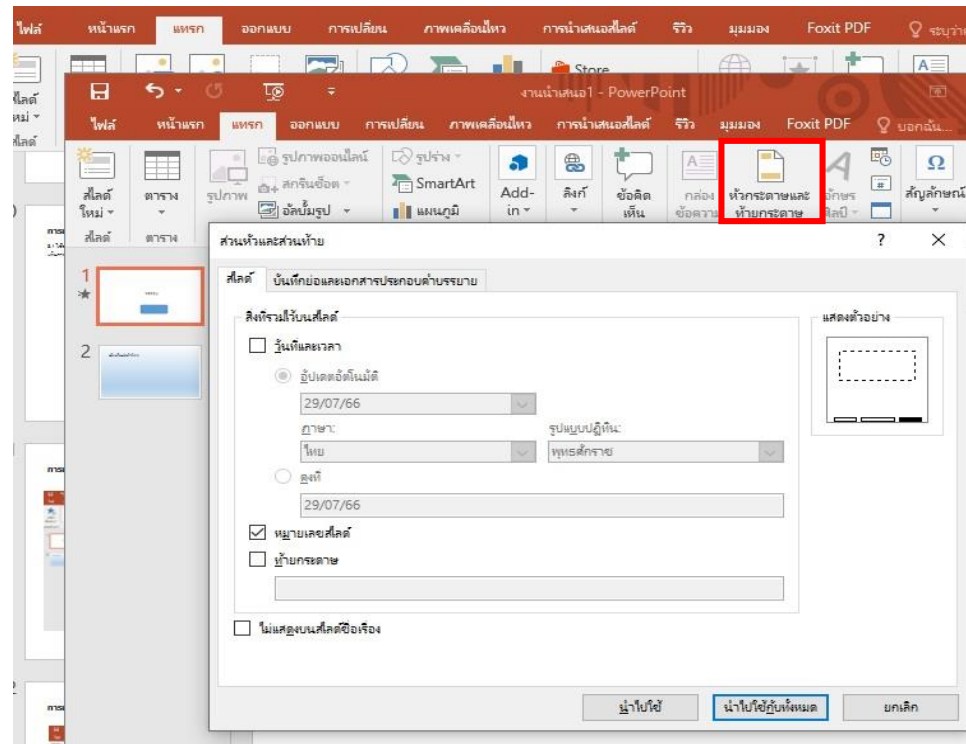 ไฟล์ หน้าแรก แทรก ออกแบบ การเปลี่ยน ภาพเคลื่อนไหว การนำเสนอสไลด์ รีวิว มุมมอง Foxit PDF
Store
งานนำเสนอ1 - PowerPoint
ไฟล์ หน้าแรก แทรก ออกแบบ การเปลี่ยน ภาพเคลื่อนไหว การนำเสนอสไลด์ รีวิว มุมมอง Foxit PDF บอกฉัน...
สไลด์ใหม่
ตาราง
รูปภาพ
รูปภาพออนไลน์
สกรีนช็อต
อัลบั้มรูป
รูปร่าง
SmartArt
แผนภูมิ
Add-in
ลิงก์
ข้อคิดเห็น
กล่องข้อความ
หัวกระดาษและท้ายกระดาษ
สัญลักษณ์
สไลด์ ตาราง
1
2
ส่วนหัวและส่วนท้าย ?
สไลด์ บันทึกย่อและเอกสารประกอบคำบรรยาย
สิ่งที่รวมไว้บนสไลด์
แสดงตัวอย่าง
วันที่และเวลา
อัปเดตอัตโนมัติ
29/07/66
ภาษา: รูปแบบปฏิทิน:
ไทย พุทธศักราช
คงที่
29/07/66
หมายเลขสไลด์
ท้ายกระดาษ
ไม่แสดงบนสไลด์ชื่อเรื่อง
นำไปใช้ นำไปใช้กับทั้งหมด ยกเลิก